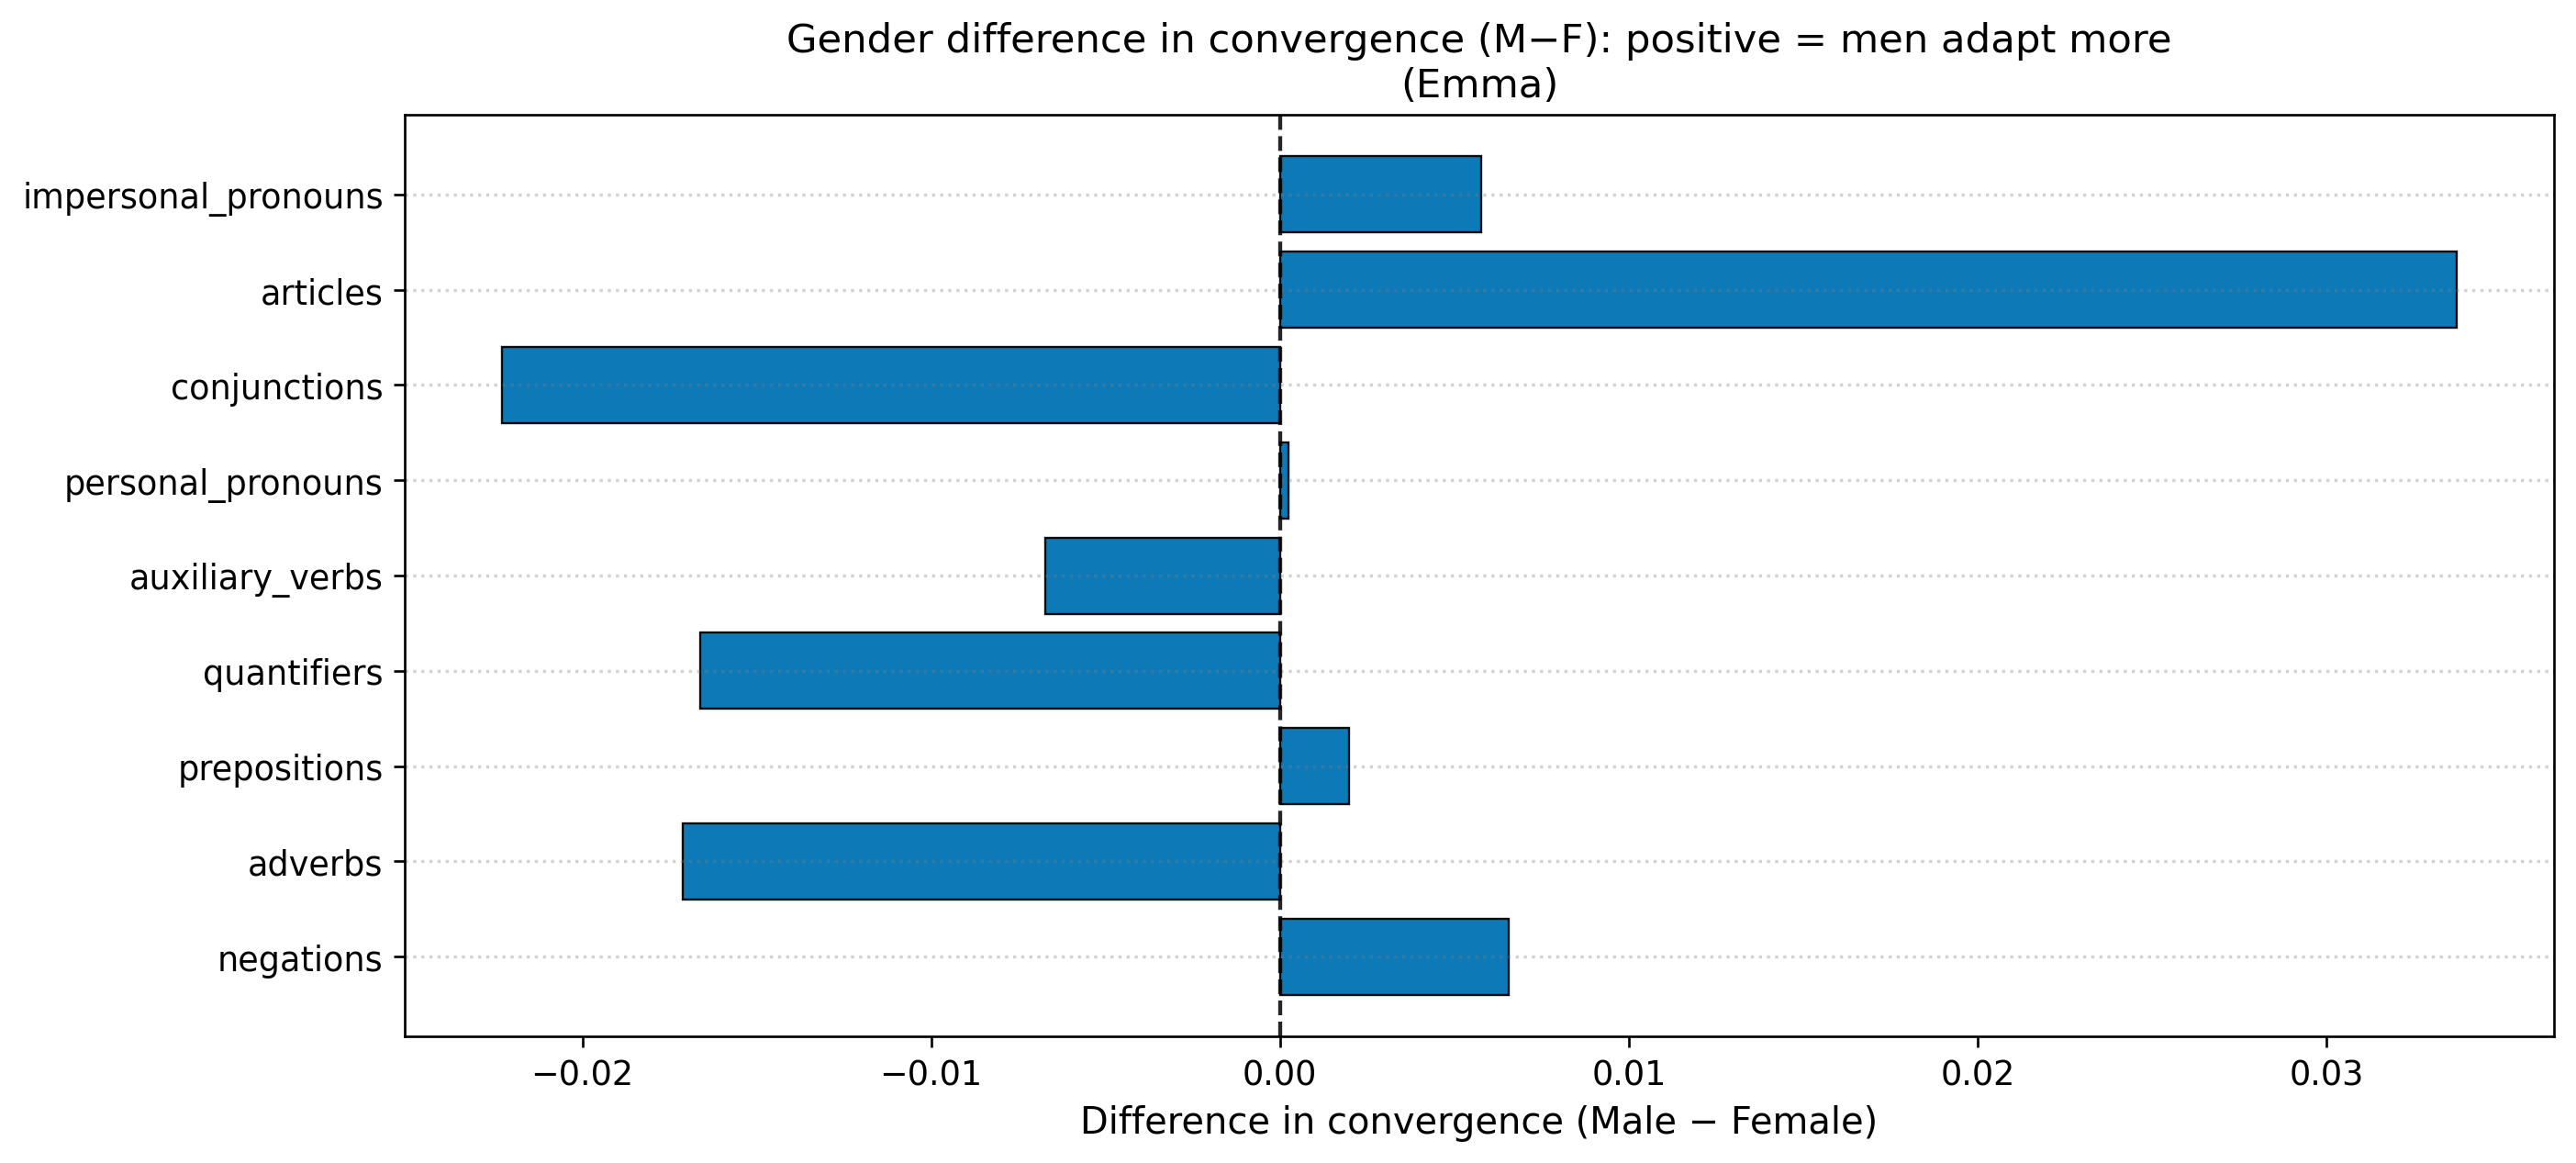 Gender difference in convergence (M−F): positive = men adapt more
(Emma)
impersonal_pronouns
articles
conjunctions
personal_pronouns
auxiliary_verbs
quantifiers
prepositions
adverbs
negations
−0.02 −0.01 0.00 0.01 0.02 0.03
Difference in convergence (Male − Female)